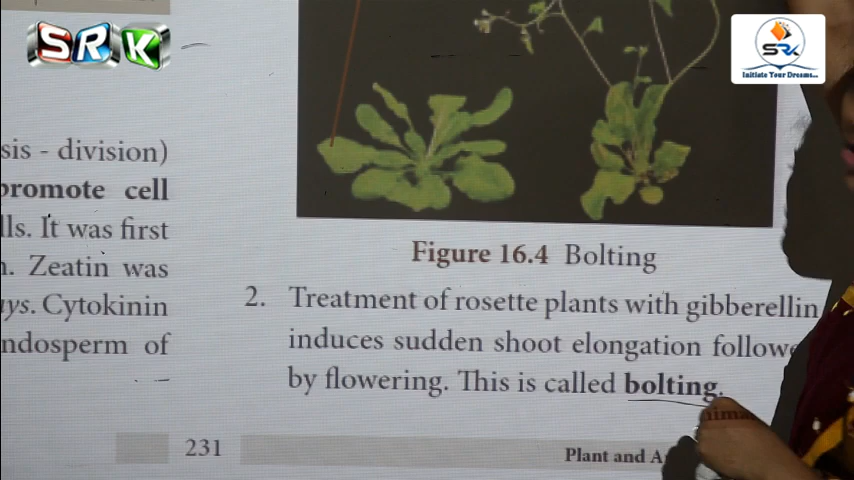 SRK
SRK
Initiate Your Dreams...
sis - division)
promote cell
lls. It was first
n. Zeatin was
ays. Cytokinin
ndosperm of
Figure 16.4 Bolting
2. Treatment of rosette plants with gibberellin
induces sudden shoot elongation followe
by flowering. This is called bolting.
231
Plant and A
nima